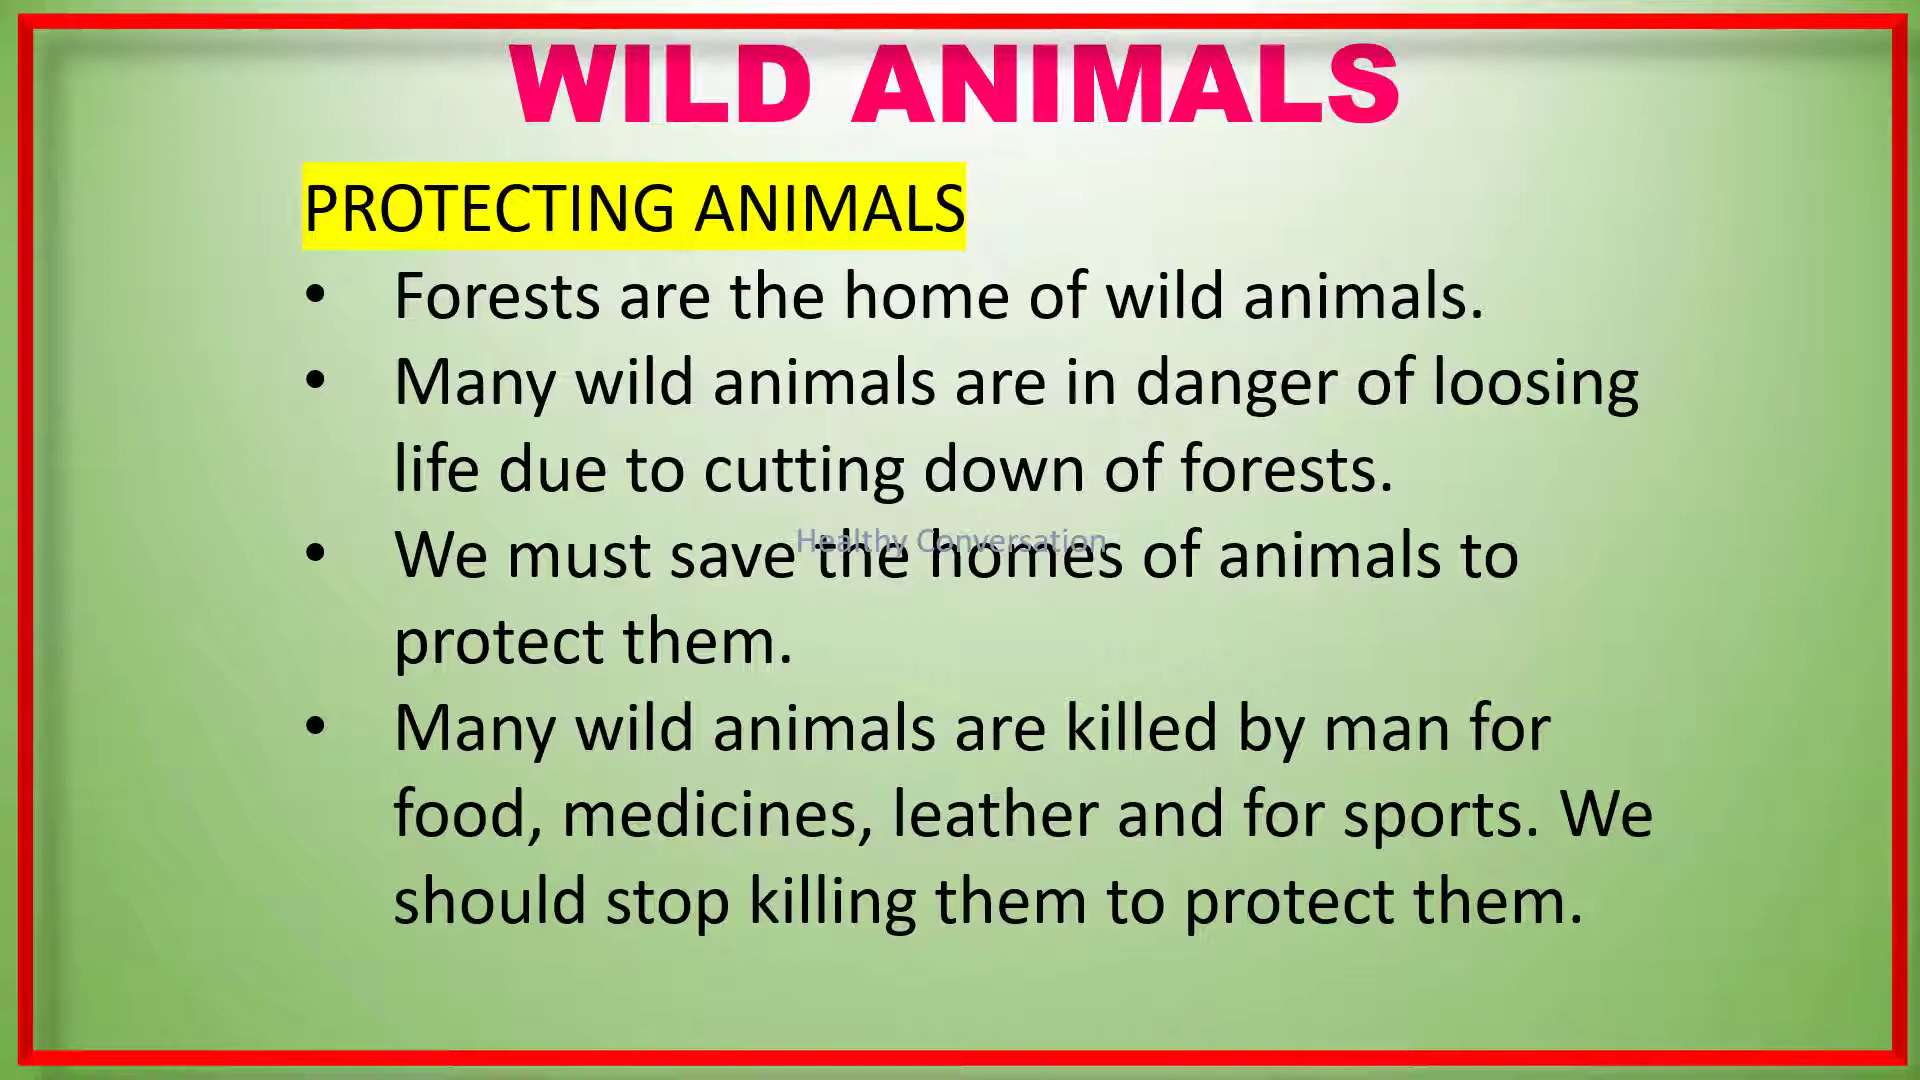 WILD ANIMALS
PROTECTING ANIMALS
• Forests are the home of wild animals.
• Many wild animals are in danger of loosing
life due to cutting down of forests.
• We must save the homes of animals to
Healthy Conversation
protect them.
• Many wild animals are killed by man for
food, medicines, leather and for sports. We
should stop killing them to protect them.